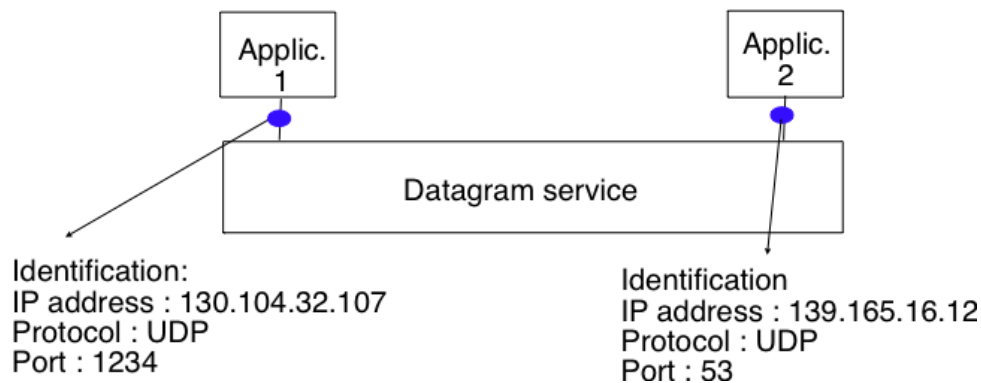 Applic.
1
Applic.
2
Datagram service
Identification:
IP address : 130.104.32.107
Protocol : UDP
Port : 1234
Identification
IP address : 139.165.16.12
Protocol : UDP
Port : 53